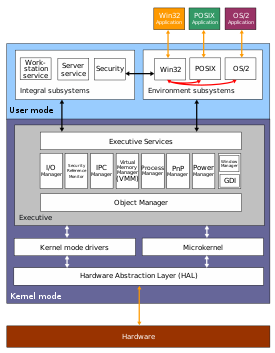 Win32
Application
POSIX
Application
OS/2
Application
Work-
station
service
Server
service
Security
Integral subsystems
Win32
POSIX
OS/2
Environment subsystems
User mode
Executive Services
I/O
Manager
Security
Reference
Monitor
IPC
Manager
Virtual
Memory
Manager
(VMM)
Process
Manager
PnP
Manager
Power
Manager
Window
Manager
GDI
Object Manager
Executive
Kernel mode drivers
Microkernel
Hardware Abstraction Layer (HAL)
Kernel mode
Hardware